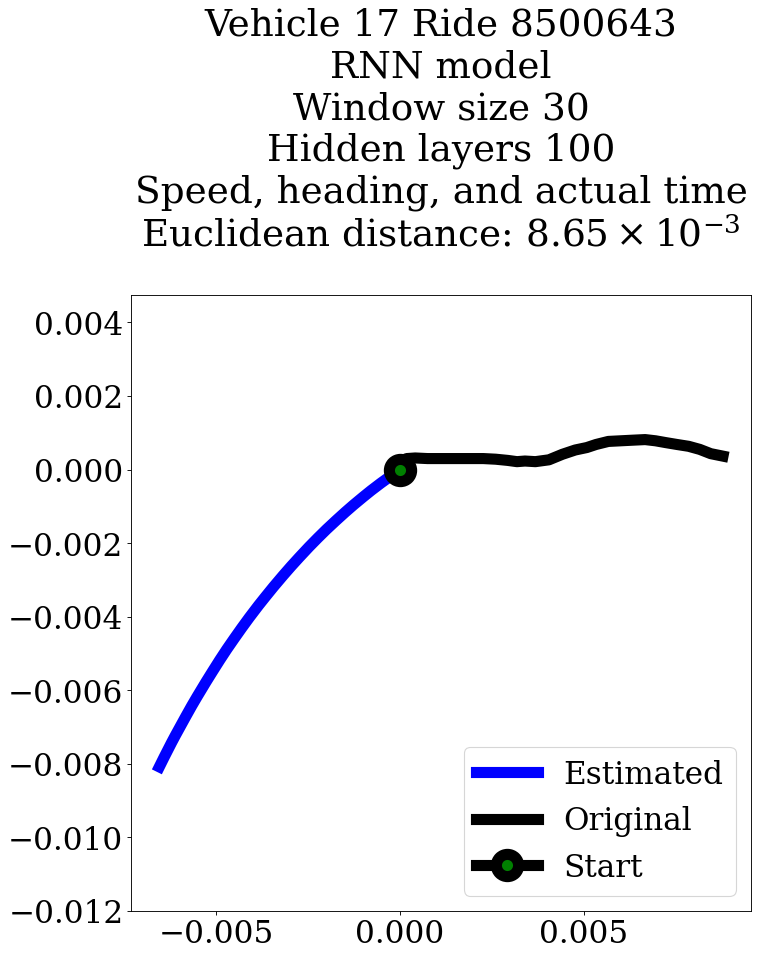 Vehicle 17 Ride 8500643
RNN model
Window size 30
Hidden layers 100
Speed, heading, and actual time
Euclidean distance: 8.65 × 10⁻³
0.004
0.002
0.000
−0.002
−0.004
−0.006
−0.008
−0.010
−0.012
−0.005 0.000 0.005
Estimated
Original
Start